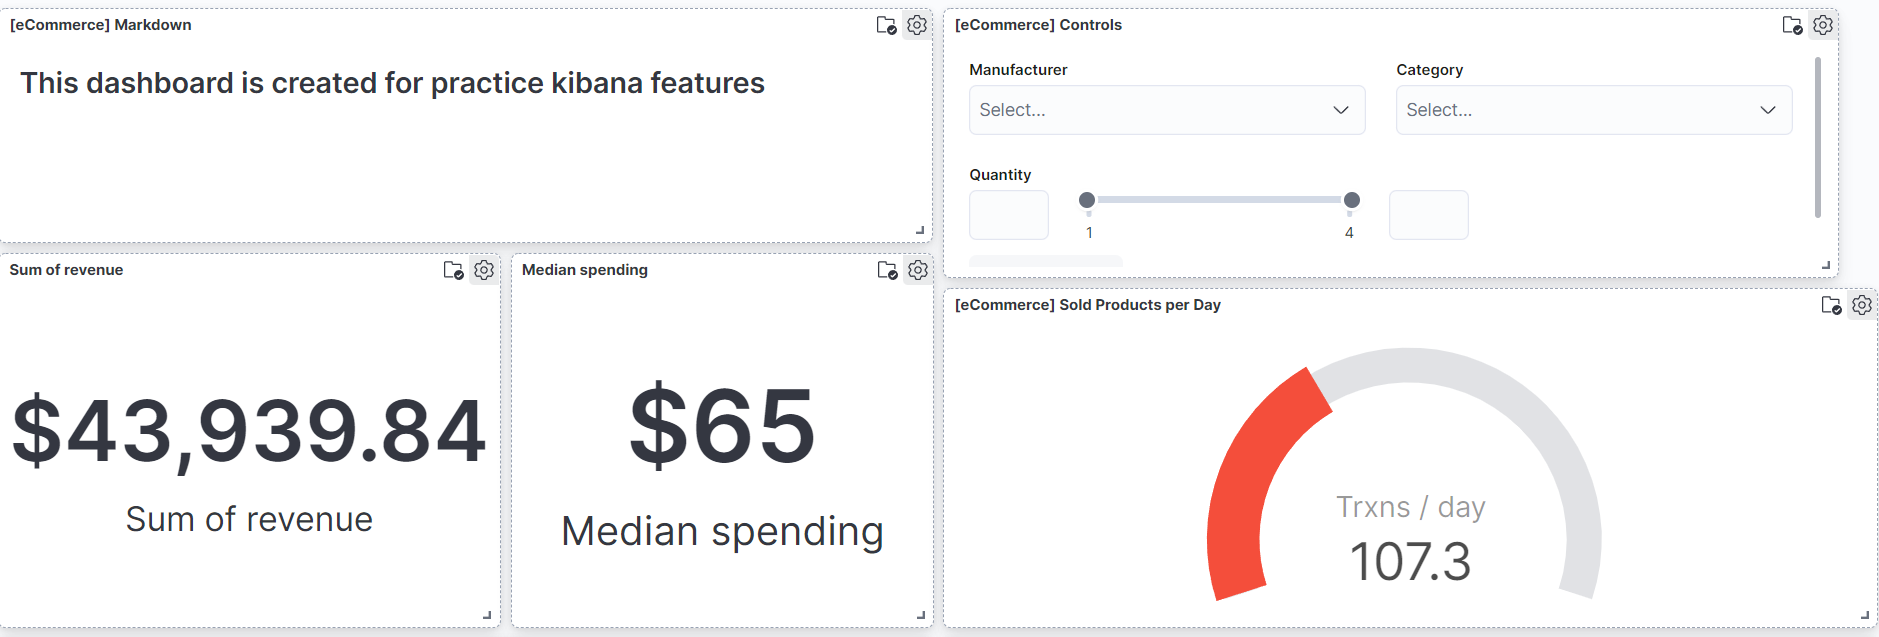 [eCommerce] Markdown
This dashboard is created for practice kibana features
[eCommerce] Controls
Manufacturer
Select...
Category
Select...
Quantity
1
4
Sum of revenue
$43,939.84
Sum of revenue
Median spending
$65
Median spending
[eCommerce] Sold Products per Day
Trxns / day
107.3